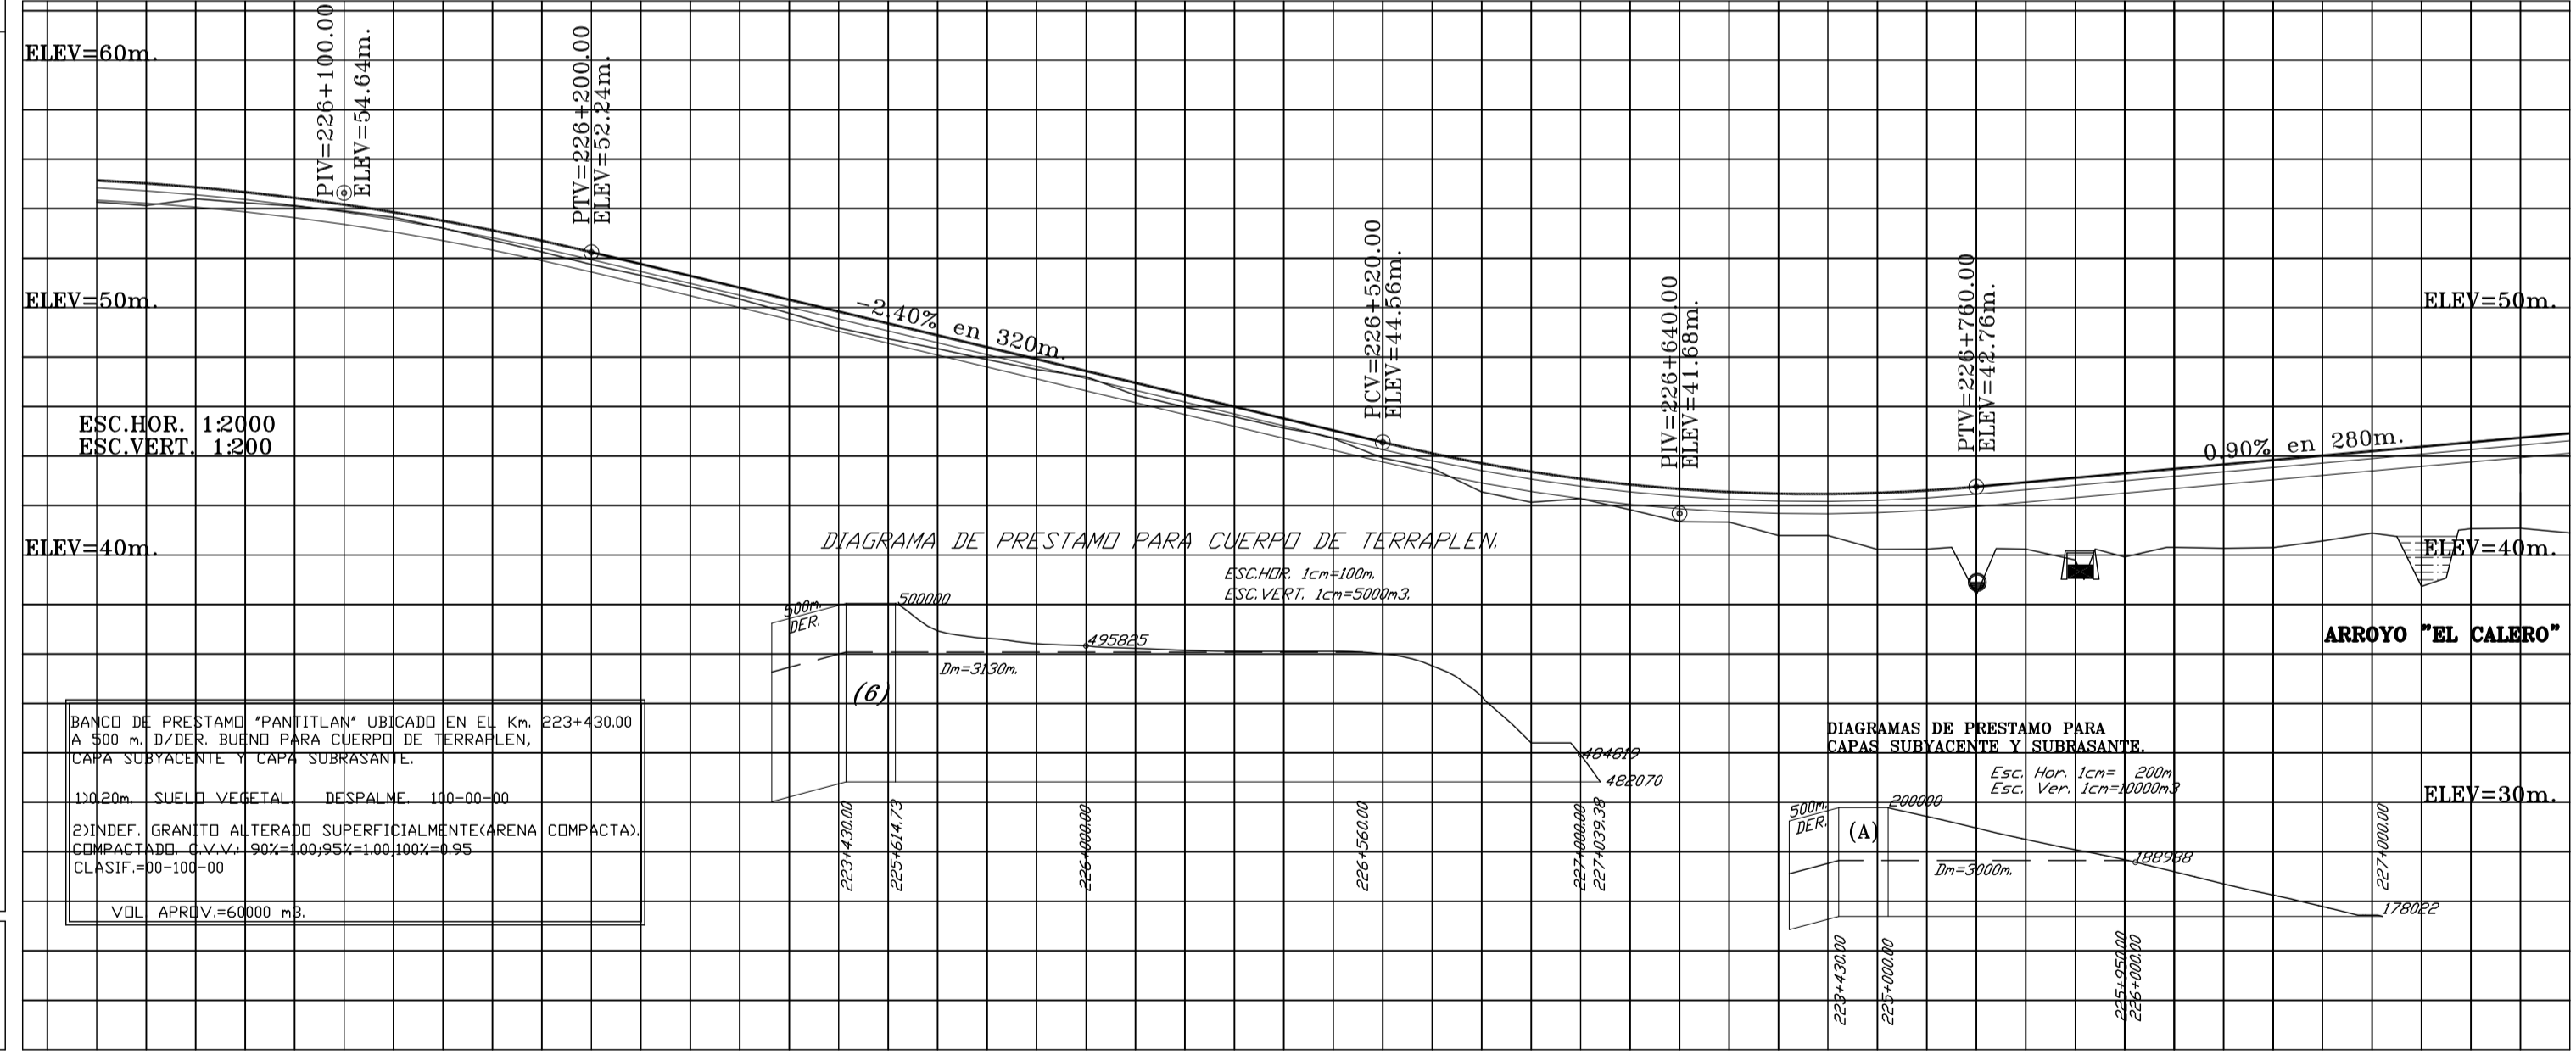 ELEV=60m.
PIV=226+100.00
ELEV=54.64m.
PTV=226+200.00
ELEV=52.24m.
ELEV=50m.
-2.40% en 320m.
PCV=226+520.00
ELEV=44.56m.
PIV=226+640.00
ELEV=41.68m.
PTV=226+760.00
ELEV=42.76m.
ELEV=50m.
0.90% en 280m.
ESC.HOR. 1:2000
ESC.VERT. 1:200
ELEV=40m.
ELEV=40m.
ARROYO "EL CALERO"
DIAGRAMA DE PRESTAMO PARA CUERPO DE TERRAPLEN.
ESC.HOR. 1cm=100m.
ESC.VERT. 1cm=5000m3.
500m.
DER.
500000
495825
Dm=3130m.
(6)
484819
482070
223+430.00
225+614.73
226+000.00
226+560.00
227+000.00
227+039.38
BANCO DE PRESTAMO "PANTITLAN" UBICADO EN EL Km. 223+430.00
A 500 m. D/DER. BUENO PARA CUERPO DE TERRAPLEN,
CAPA SUBYACENTE Y CAPA SUBRASANTE.
1)0.20m. SUELO VEGETAL. DESPALME. 100-00-00
2)INDEF. GRANITO ALTERADO SUPERFICIALMENTE(ARENA COMPACTA).
COMPACTADO. C.V.V.: 90%=1.00;95%=1.00;100%=0.95
CLASIF.=00-100-00
VOL. APROV.=60000 m3.
DIAGRAMAS DE PRESTAMO PARA
CAPAS SUBYACENTE Y SUBRASANTE.
Esc. Hor. 1cm= 200m
Esc. Ver. 1cm=10000m3
ELEV=30m.
500m.
DER.
200000
(A)
188988
Dm=3000m.
178022
223+430.00
225+000.00
225+950.00
226+000.00
227+000.00